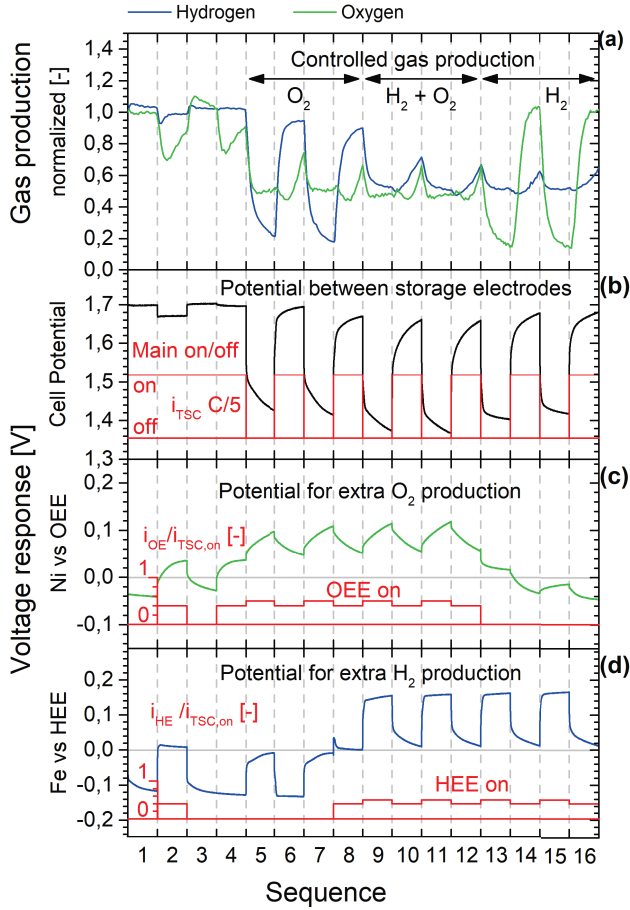 Hydrogen Oxygen
(a)
Gas production
normalized [-]
1,4
1,2
1,0
0,8
0,6
0,4
0,2
0,0
Controlled gas production
O2 H2 + O2 H2
(b)
Voltage response [V]
Cell Potential
1,7
1,6
1,5
1,4
1,3
Potential between storage electrodes
Main on/off
on
off
iTSC C/5
(c)
Ni vs OEE
0,2
0,1
0,0
-0,1
Potential for extra O2 production
iOE/iTSC,on [-]
1
0
OEE on
(d)
Fe vs HEE
0,2
0,1
0,0
-0,1
-0,2
Potential for extra H2 production
iHE /iTSC,on [-]
1
0
HEE on
1 2 3 4 5 6 7 8 9 10 11 12 13 14 15 16
Sequence